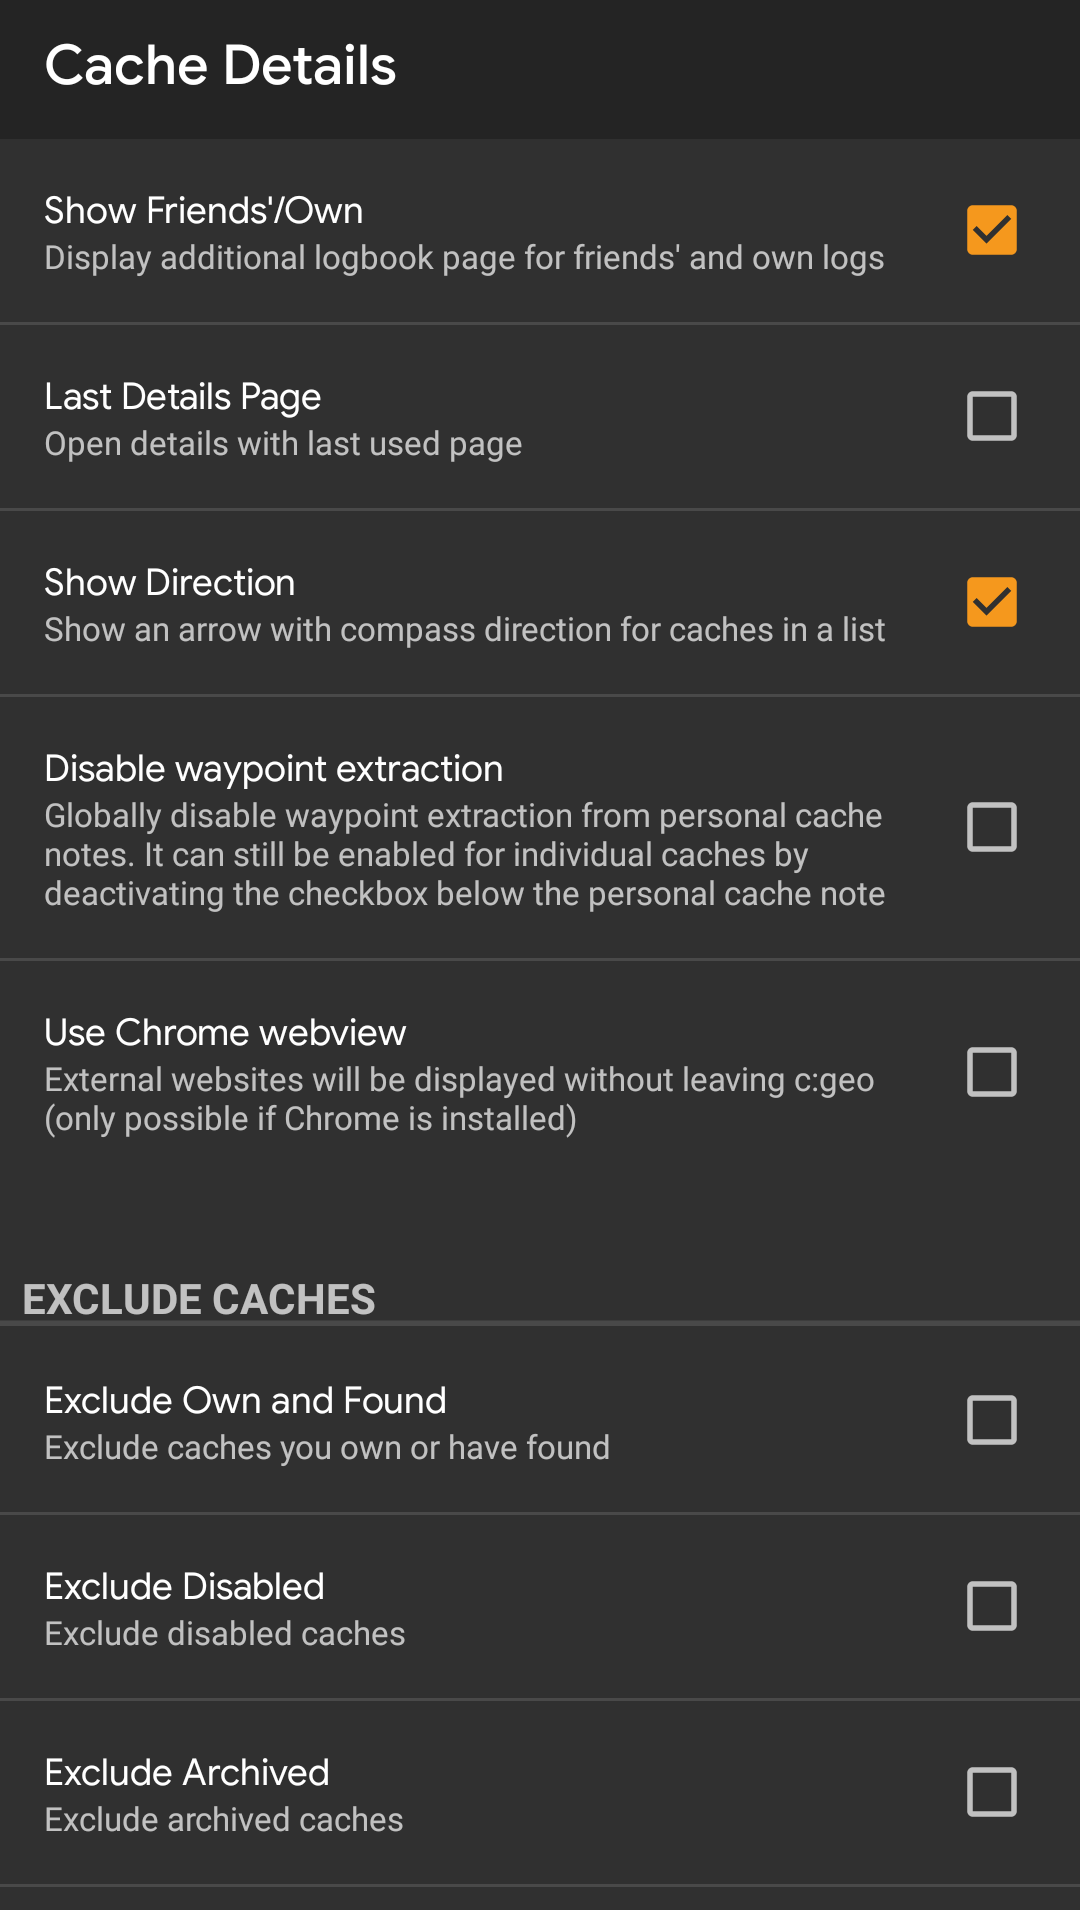 Cache Details
Show Friends'/Own
Display additional logbook page for friends' and own logs
Last Details Page
Open details with last used page
Show Direction
Show an arrow with compass direction for caches in a list
Disable waypoint extraction
Globally disable waypoint extraction from personal cache
notes. It can still be enabled for individual caches by
deactivating the checkbox below the personal cache note
Use Chrome webview
External websites will be displayed without leaving c:geo
(only possible if Chrome is installed)
EXCLUDE CACHES
Exclude Own and Found
Exclude caches you own or have found
Exclude Disabled
Exclude disabled caches
Exclude Archived
Exclude archived caches